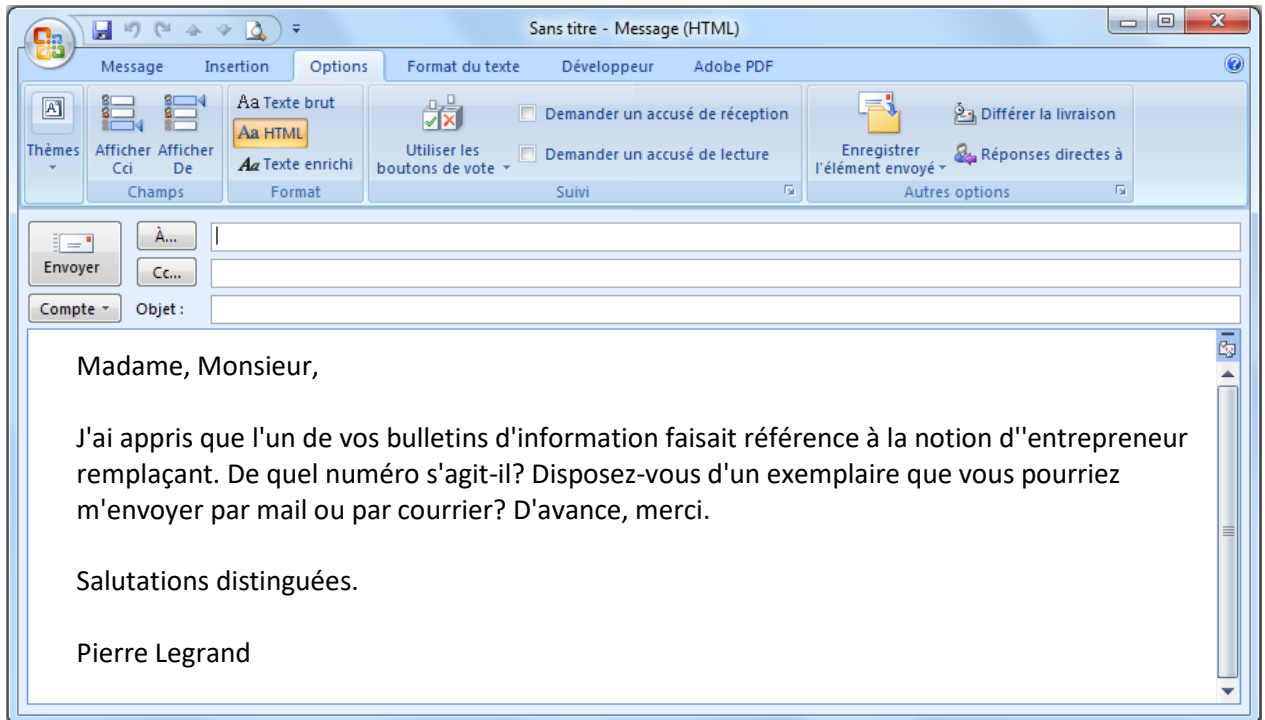 Sans titre - Message (HTML)
Message Insertion Options Format du texte Développeur Adobe PDF
Thèmes
Afficher Cci
Afficher De
Champs
Aa Texte brut
Aa HTML
Aa Texte enrichi
Format
Utiliser les
boutons de vote
Demander un accusé de réception
Demander un accusé de lecture
Suivi
Enregistrer
l'élément envoyé
Différer la livraison
Réponses directes à
Autres options
Envoyer
À...
Cc...
Compte
Objet :
Madame, Monsieur,
J'ai appris que l'un de vos bulletins d'information faisait référence à la notion d''entrepreneur
remplaçant. De quel numéro s'agit-il? Disposez-vous d'un exemplaire que vous pourriez
m'envoyer par mail ou par courrier? D'avance, merci.
Salutations distinguées.
Pierre Legrand